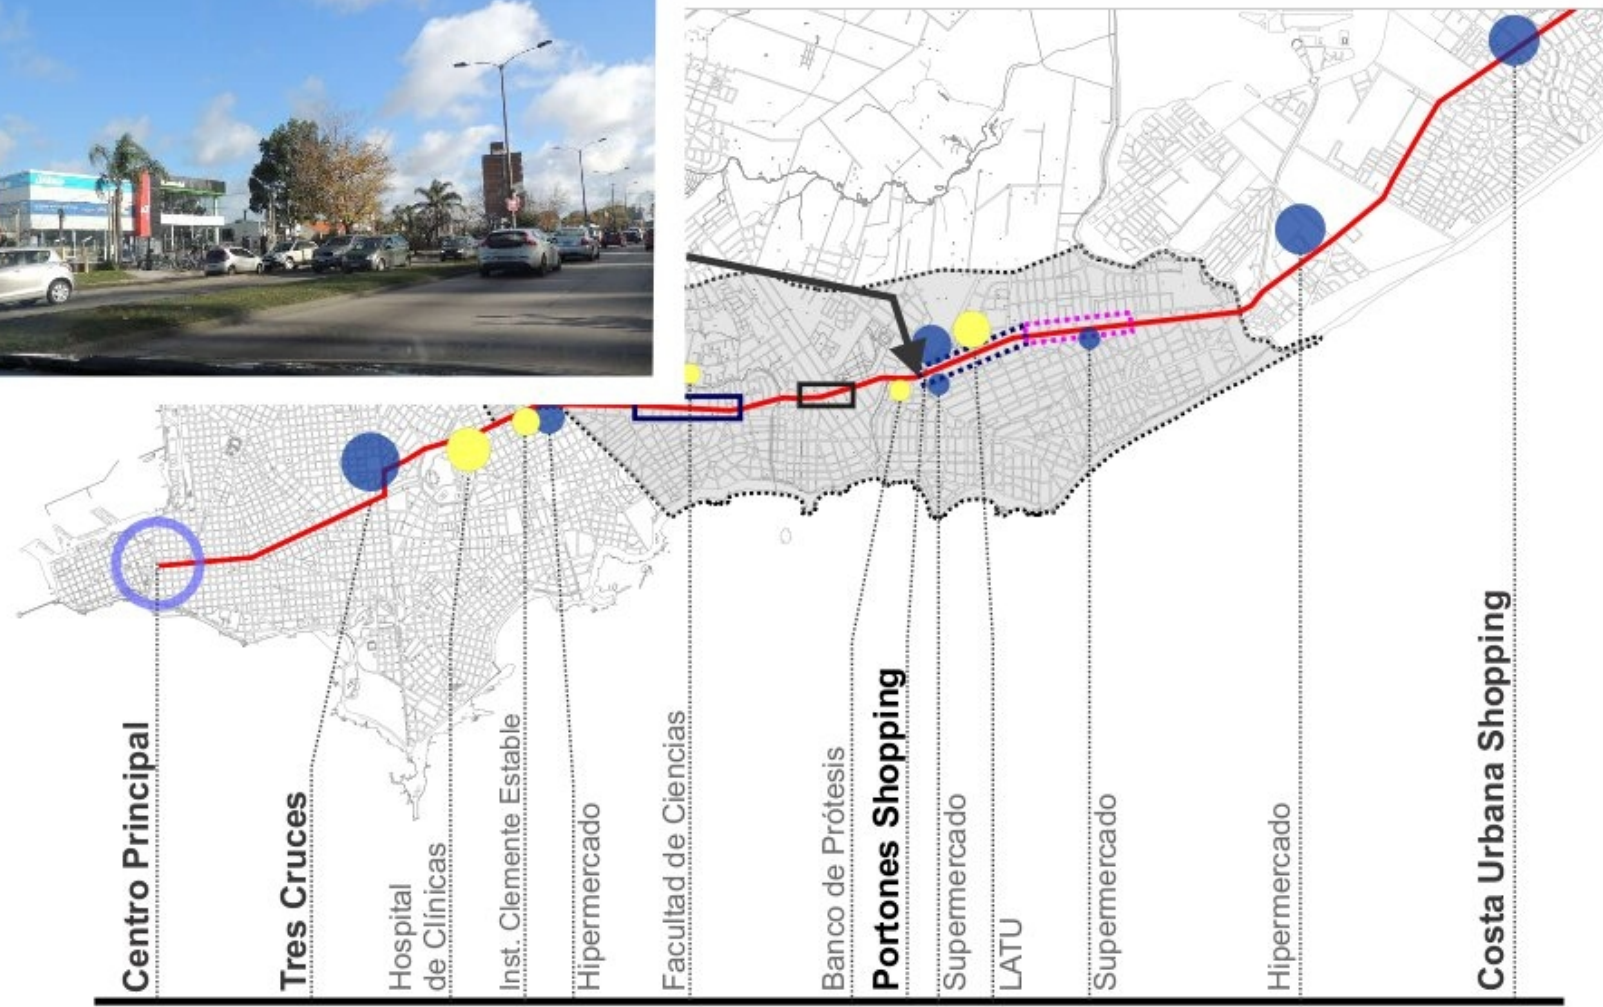 Centro Principal
Tres Cruces
Hospital
de Clínicas
Inst. Clemente Estable
Hipermercado
Facultad de Ciencias
Banco de Prótesis
Portones Shopping
Supermercado
LATU
Supermercado
Hipermercado
Costa Urbana Shopping